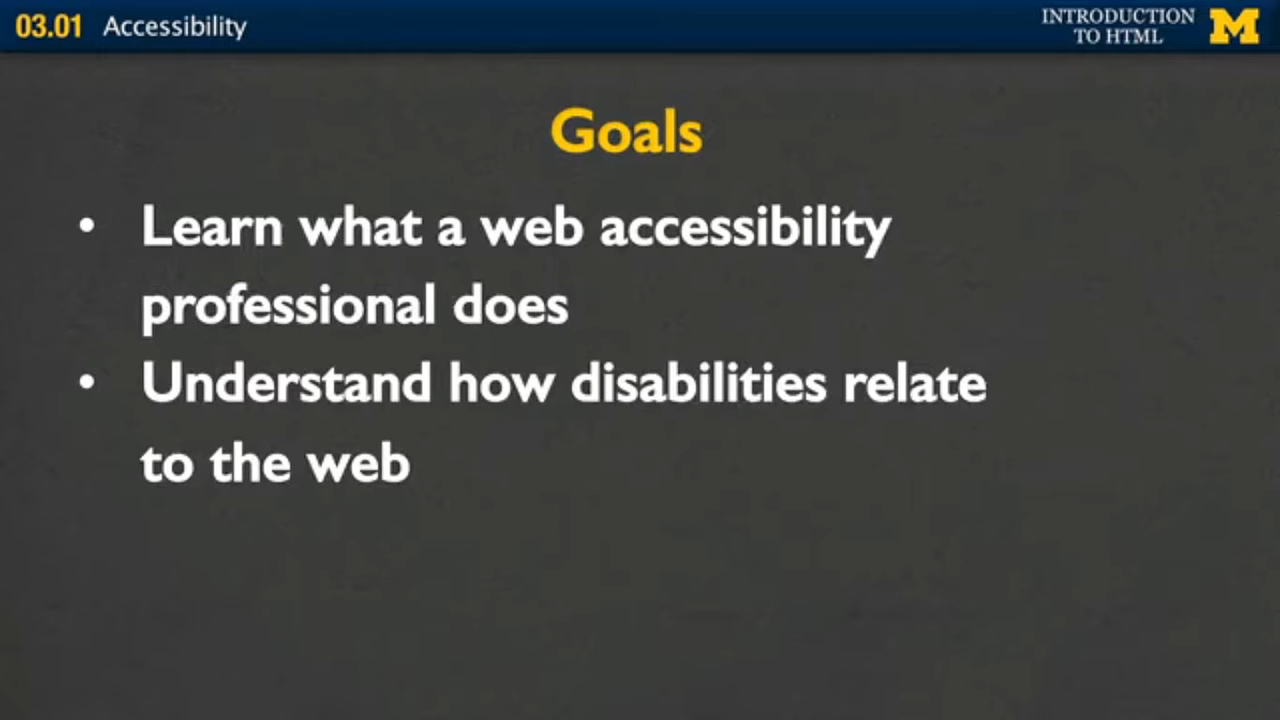 03.01 Accessibility
INTRODUCTION
TO HTML
M
Goals
• Learn what a web accessibility
professional does
• Understand how disabilities relate
to the web